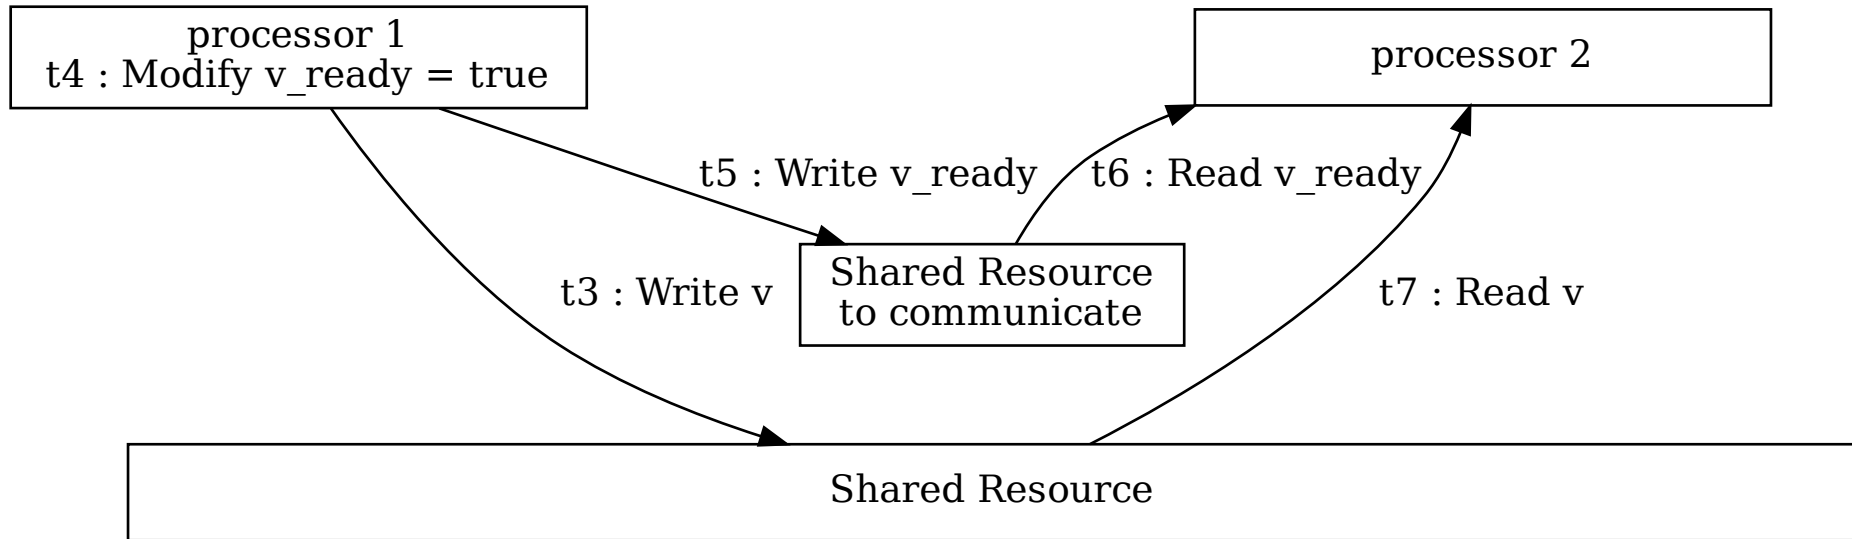 processor 1
t4 : Modify v_ready = true
processor 2
t5 : Write v_ready
t6 : Read v_ready
t3 : Write v
Shared Resource
to communicate
t7 : Read v
Shared Resource